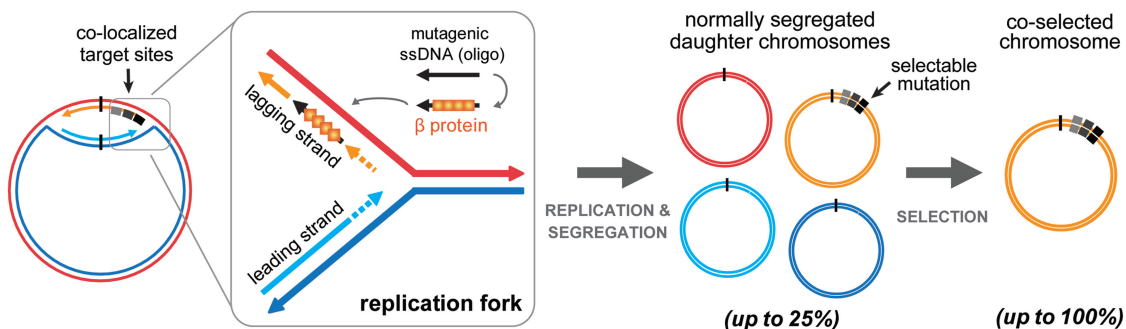 co-localized
target sites
mutagenic
ssDNA (oligo)
β protein
lagging strand
leading strand
replication fork
REPLICATION &
SEGREGATION
normally segregated
daughter chromosomes
selectable
mutation
(up to 25%)
SELECTION
co-selected
chromosome
(up to 100%)